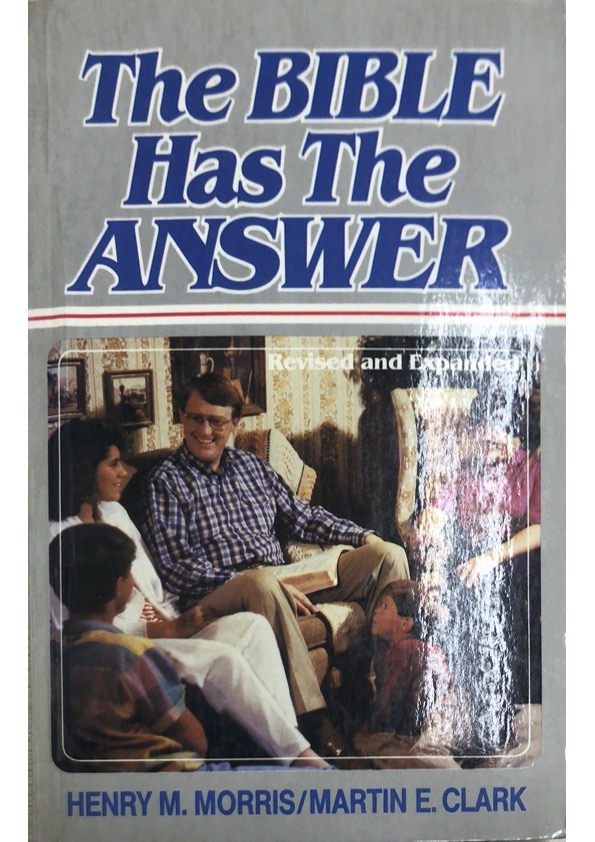 The BIBLE
Has The
ANSWER
Revised and Expanded
HENRY M. MORRIS/MARTIN E. CLARK